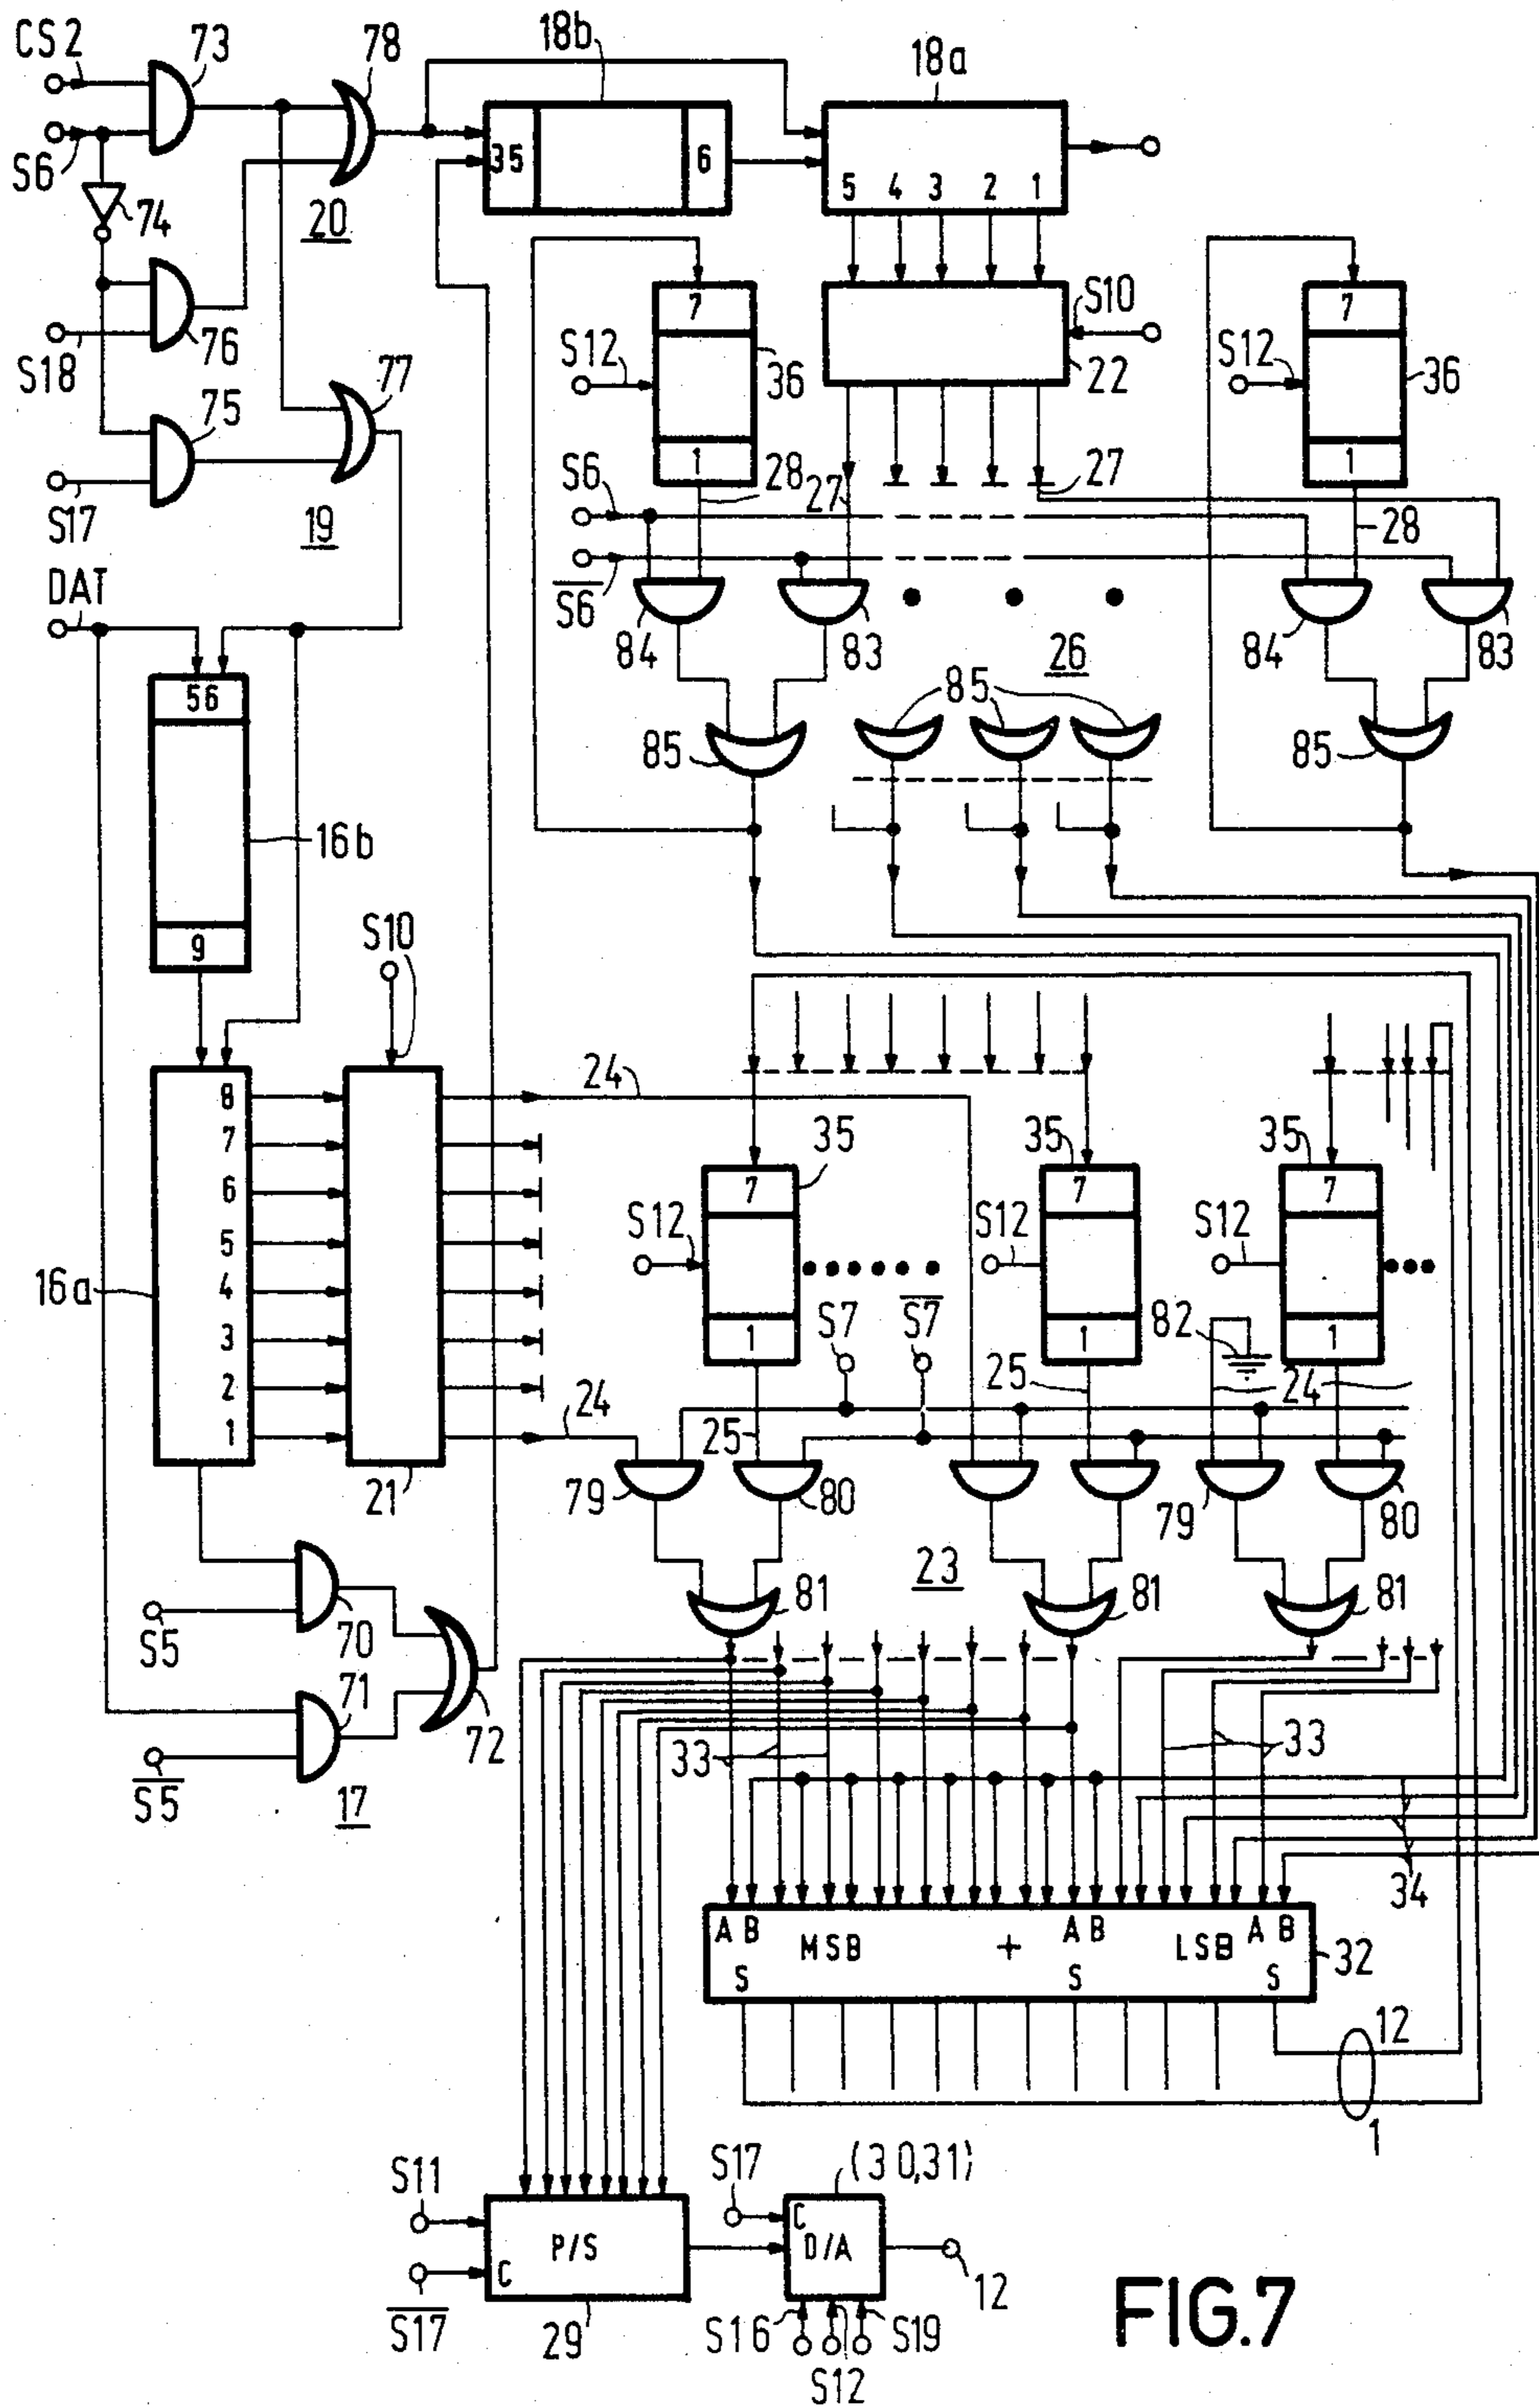 CS2
73
78
18b
18a
S6
35
6
5 4 3 2 1
74
20
S10
7
7
S18
76
S12
36
22
S12
36
77
75
1
1
S6
28
27
27
S17
19
28
DAT
S6
84
83
84
83
26
56
85
85
85
16b
9
S10
24
8
7
6
5
4
3
2
1
35
35
35
7
7
7
S12
S12
S12
16a
S7
S7
82
1
1
1
25
24
24
25
21
79
80
79
80
23
81
81
81
70
S5
71
72
33
33
S5
17
34
A B
MSB
+
A B
LSB
A B
32
S
S
S
12
1
S11
S17
(30,31)
C
P/S
D/A
C
12
S17
29
S16
S19
S12
FIG.7